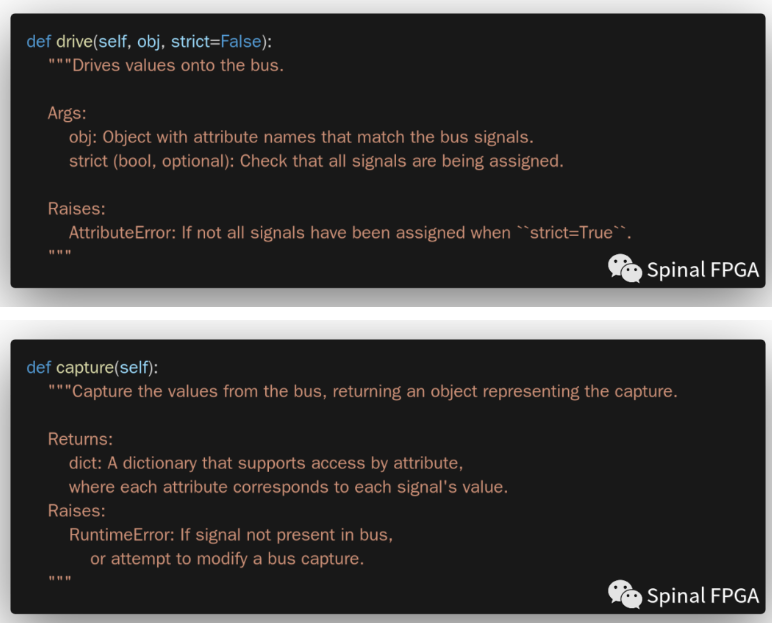 def drive(self, obj, strict=False):
"""Drives values onto the bus.
Args:
obj: Object with attribute names that match the bus signals.
strict (bool, optional): Check that all signals are being assigned.
Raises:
AttributeError: If not all signals have been assigned when ``strict=True``.
"""
Spinal FPGA
def capture(self):
"""Capture the values from the bus, returning an object representing the capture.
Returns:
dict: A dictionary that supports access by attribute,
where each attribute corresponds to each signal's value.
Raises:
RuntimeError: If signal not present in bus,
or attempt to modify a bus capture.
"""
Spinal FPGA